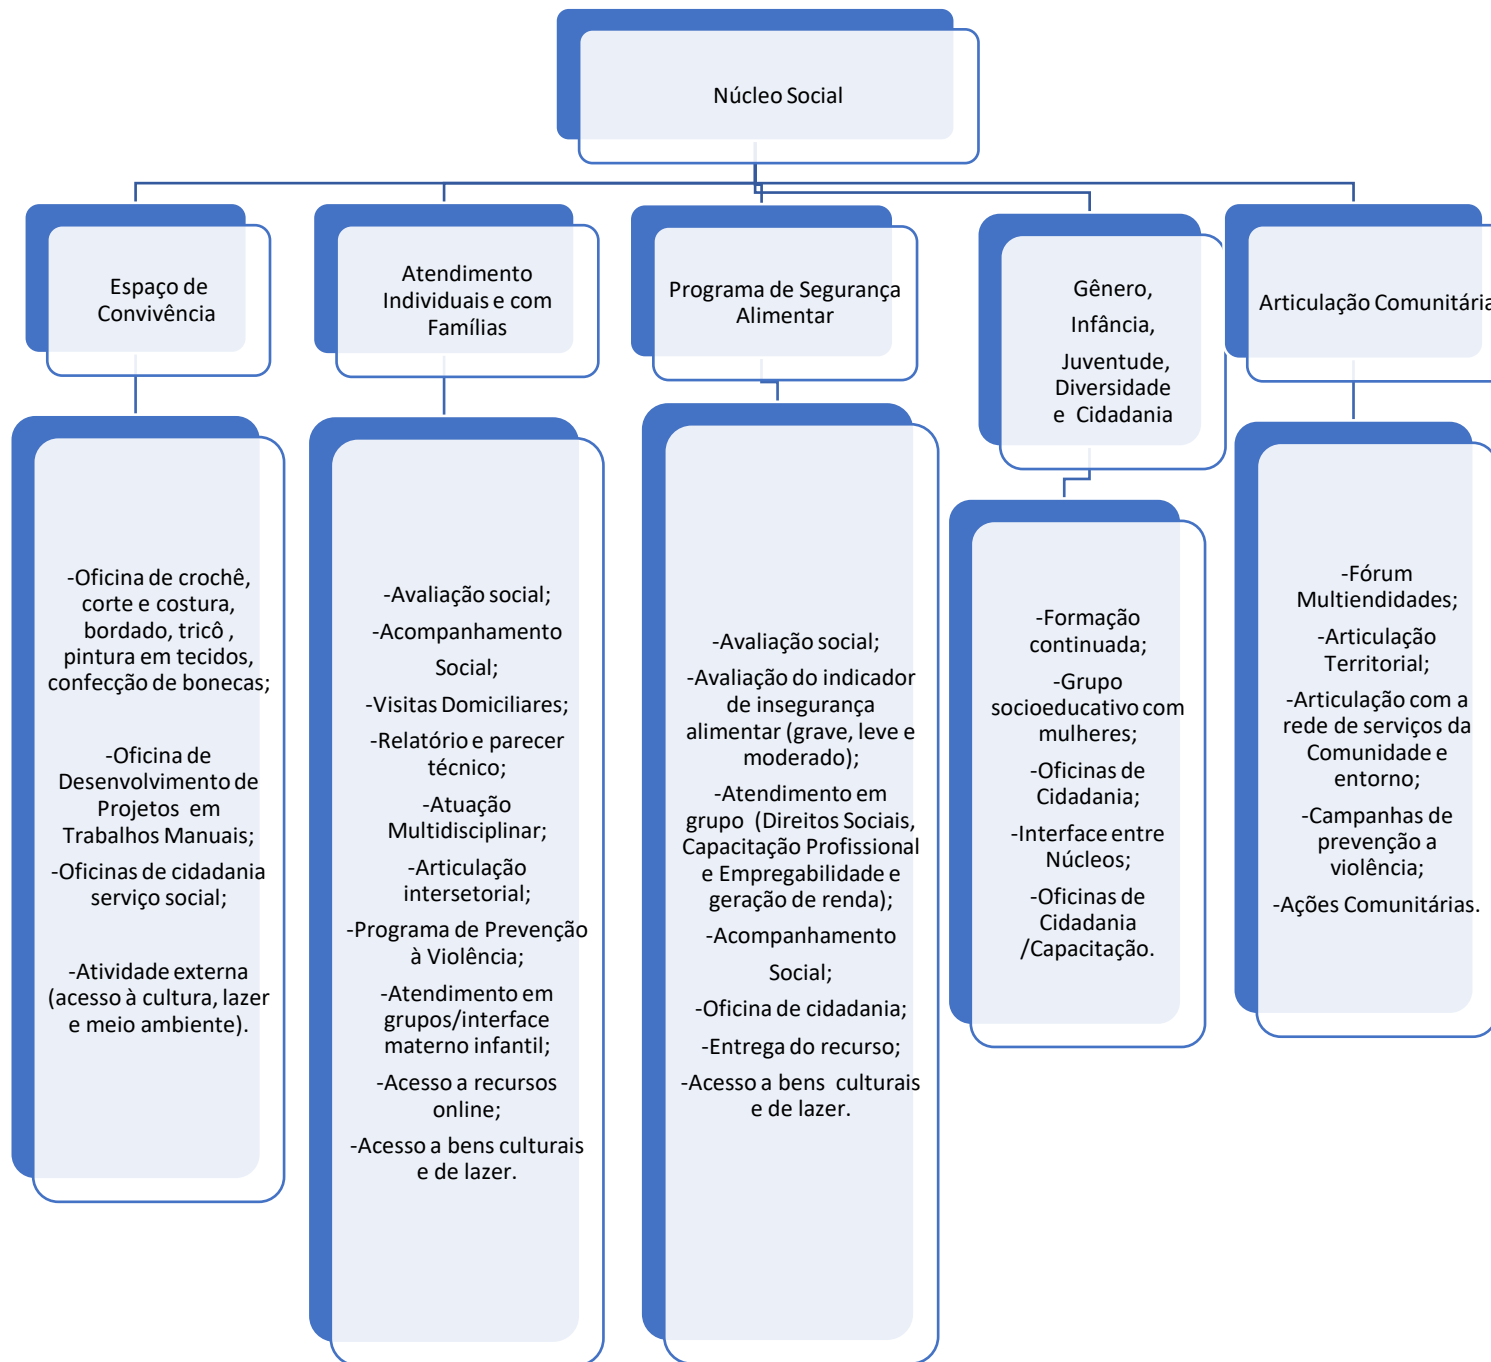 Núcleo Social
Espaço de
Convivência
Atendimento
Individuais e com
Famílias
Programa de Segurança
Alimentar
Gênero,
Infância,
Juventude,
Diversidade
e Cidadania
Articulação Comunitária
-Oficina de crochê,
corte e costura,
bordado, tricô ,
pintura em tecidos,
confecção de bonecas;
-Oficina de
Desenvolvimento de
Projetos em
Trabalhos Manuais;
-Oficinas de cidadania
serviço social;
-Atividade externa
(acesso à cultura, lazer
e meio ambiente).
-Avaliação social;
-Acompanhamento
Social;
-Visitas Domiciliares;
-Relatório e parecer
técnico;
-Atuação
Multidisciplinar;
-Articulação
intersetorial;
-Programa de Prevenção
à Violência;
-Atendimento em
grupos/interface
materno infantil;
-Acesso a recursos
online;
-Acesso a bens culturais
e de lazer.
-Avaliação social;
-Avaliação do indicador
de insegurança
alimentar (grave, leve e
moderado);
-Atendimento em
grupo (Direitos Sociais,
Capacitação Profissional
e Empregabilidade e
geração de renda);
-Acompanhamento
Social;
-Oficina de cidadania;
-Entrega do recurso;
-Acesso a bens culturais
e de lazer.
-Formação
continuada;
-Grupo
socioeducativo com
mulheres;
-Oficinas de
Cidadania;
-Interface entre
Núcleos;
-Oficinas de
Cidadania
/Capacitação.
-Fórum
Multiendidades;
-Articulação
Territorial;
-Articulação com a
rede de serviços da
Comunidade e
entorno;
-Campanhas de
prevenção a
violência;
-Ações Comunitárias.